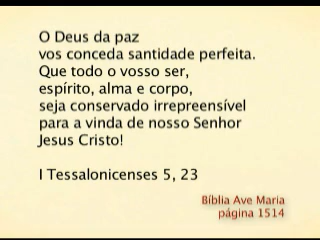 O Deus da paz
vos conceda santidade perfeita.
Que todo o vosso ser,
espírito, alma e corpo,
seja conservado irrepreensível
para a vinda de nosso Senhor
Jesus Cristo!
I Tessalonicenses 5, 23
Bíblia Ave Maria
página 1514